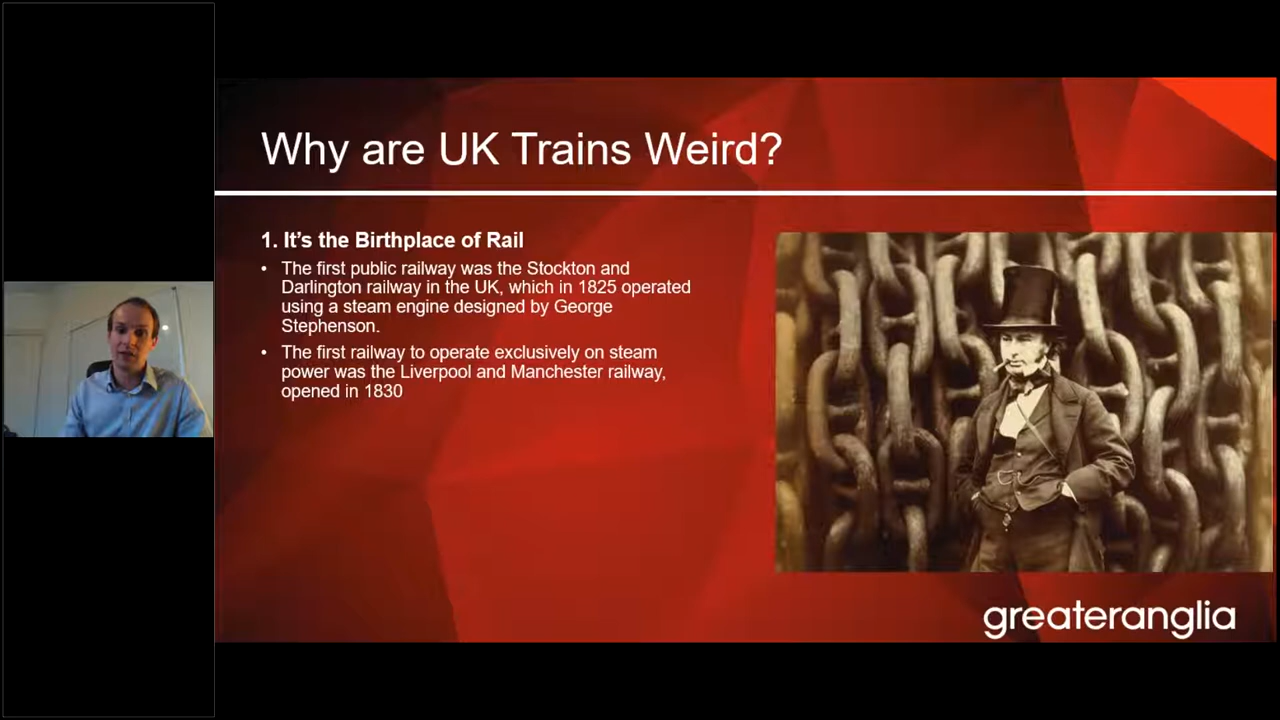 Why are UK Trains Weird?
1. It’s the Birthplace of Rail
• The first public railway was the Stockton and
Darlington railway in the UK, which in 1825 operated
using a steam engine designed by George
Stephenson.
• The first railway to operate exclusively on steam
power was the Liverpool and Manchester railway,
opened in 1830
greateranglia